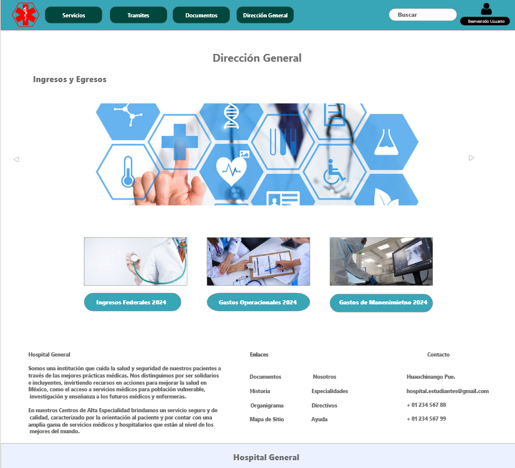 Servicios
Tramites
Documentos
Dirección General
Buscar
Bienvenido Usuario
Dirección General
Ingresos y Egresos
Ingresos Federales 2024
Gastos Operacionales 2024
Hospital General
Somos una institución que cuida la salud y seguridad de nuestros pacientes a
través de las mejores prácticas médicas. Nos distinguimos por ser solidarios
e incluyentes, invirtiendo recursos en acciones para mejorar la salud en
México, como el acceso a servicios médicos para población vulnerable,
investigación y enseñanza a los futuros médicos y enfermeras.
En nuestros Centros de Alta Especialidad brindamos un servicio seguro y de
calidad, caracterizado por la orientación al paciente y por contar con una
amplia gama de servicios médicos y hospitalarios que están al nivel de los
mejores del mundo.
Enlaces
Documentos
Nosotros
Historia
Especialidades
Organigrama
Directivos
Mapa de Sitio
Ayuda
Contacto
Huauchinango Pue.
hospital.estudiantes@gmail.com
+ 01 234 567 88
+ 01 234 567 99
Hospital General